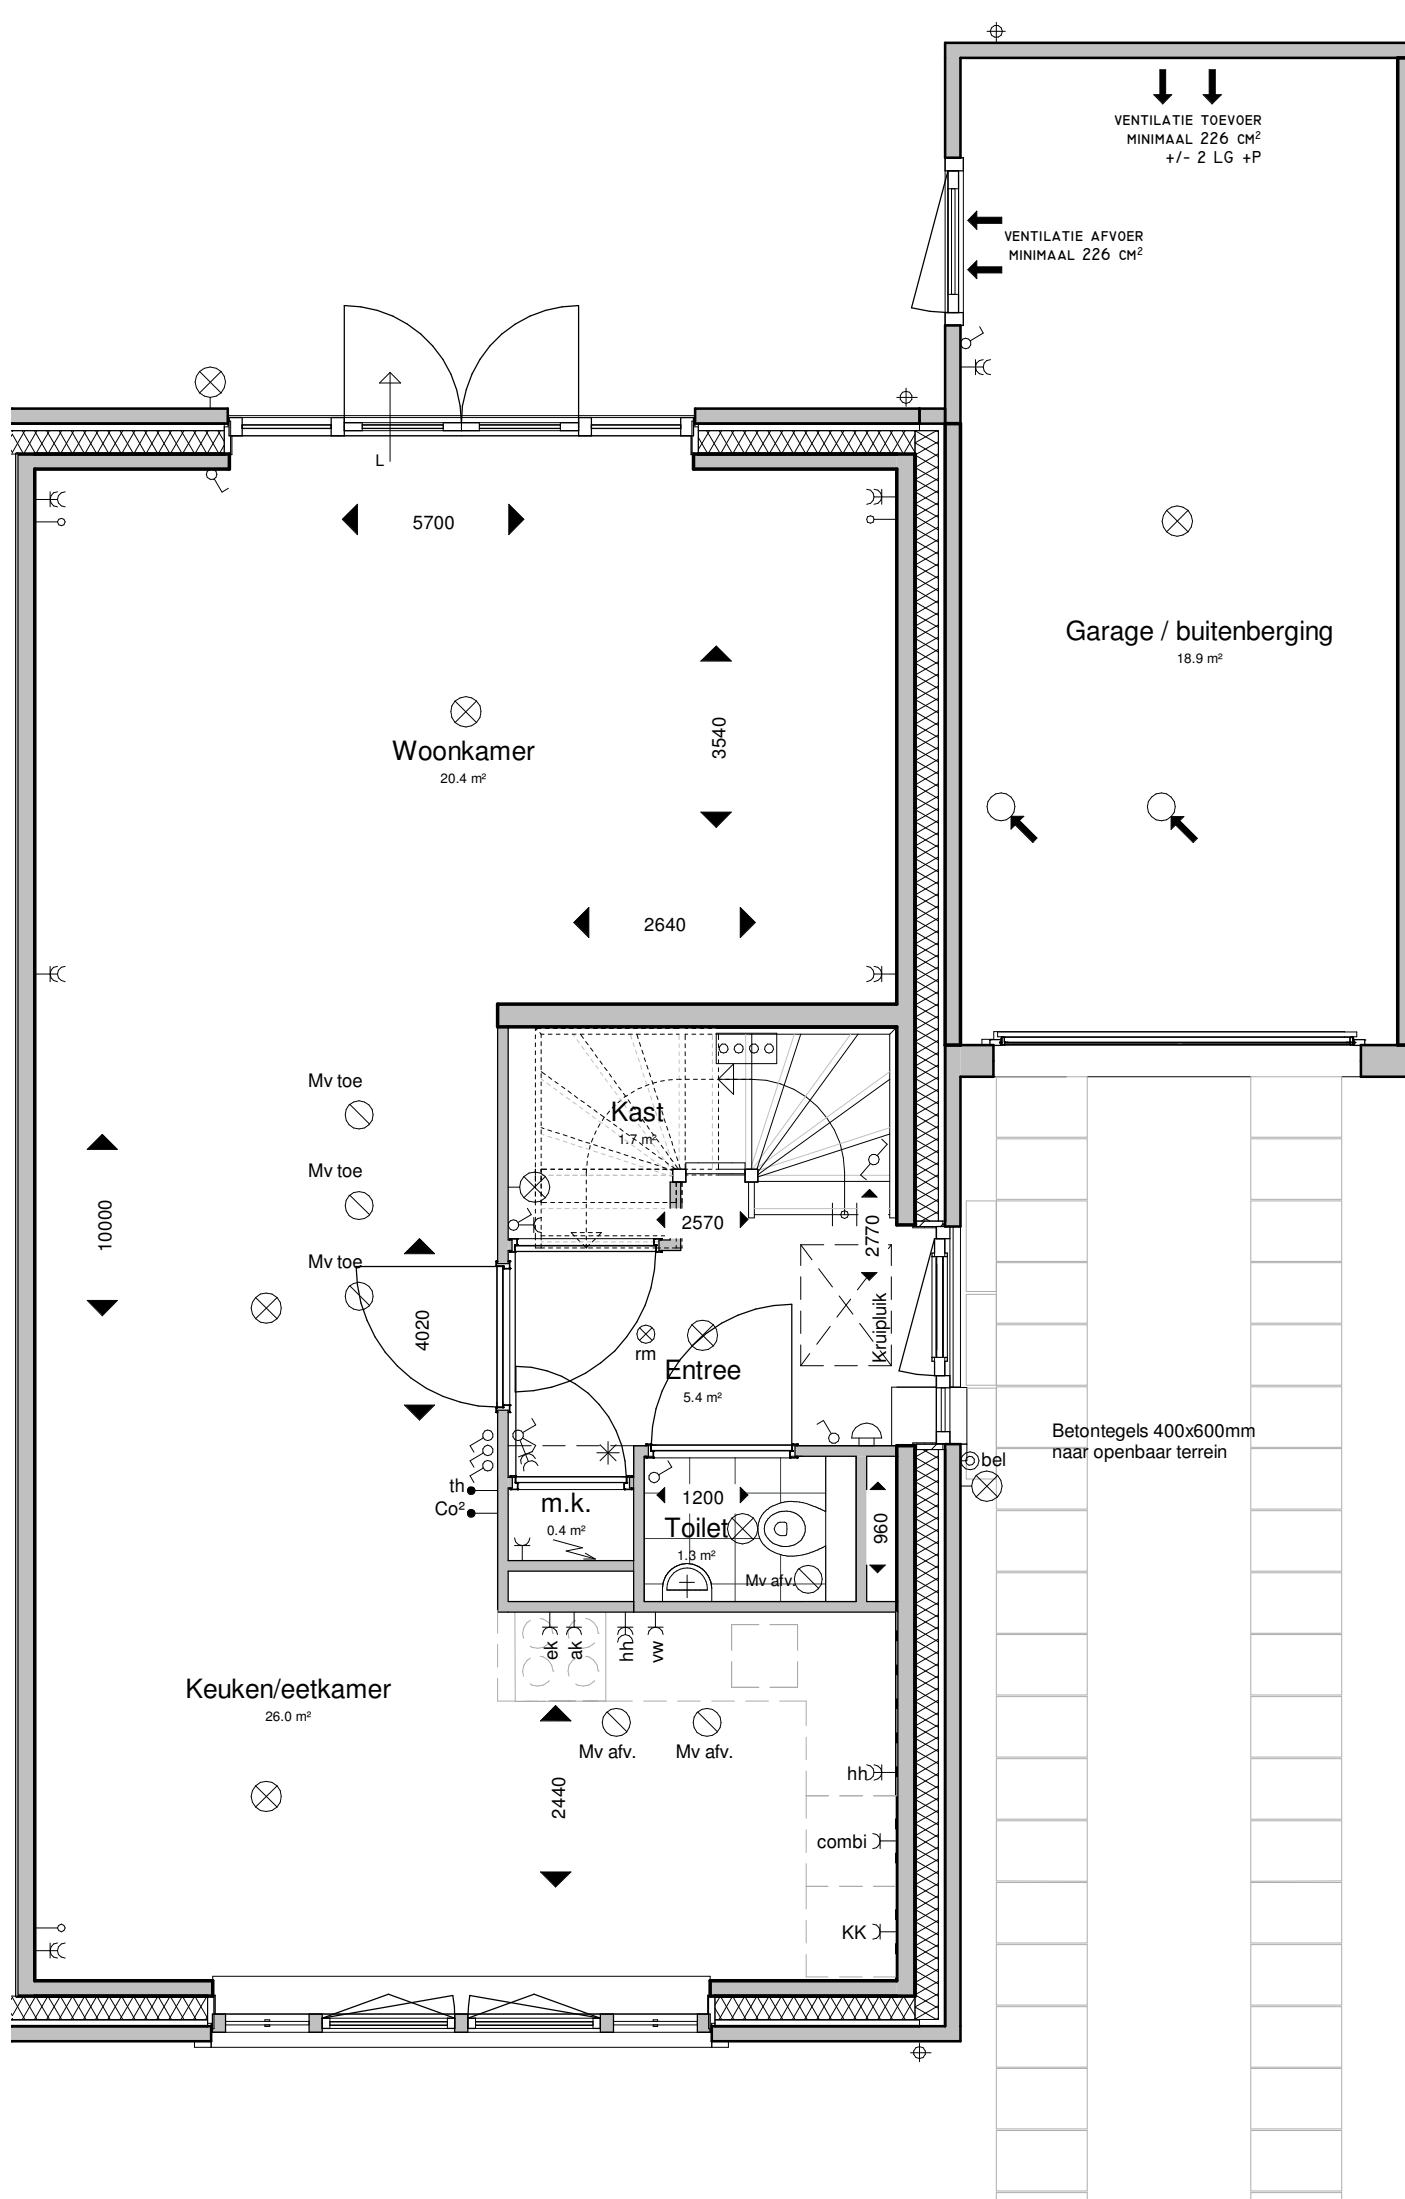 VENTILATIE TOEVOER
MINIMAAL 226 CM²
+/- 2 LG +P
VENTILATIE AFVOER
MINIMAAL 226 CM²
L
5700
Garage / buitenberging
18.9 m²
3540
Woonkamer
20.4 m²
2640
Mv toe
Kast
1.7 m²
Mv toe
10000
2570
2770
Mv toe
4020
Kruipluik
rm
Entree
5.4 m²
Betontegels 400x600mm
naar openbaar terrein
bel
th
Co²
m.k.
0.4 m²
1200
Toilet
1.3 m²
960
Mv afv.
ek
ak
hh
vw
Keuken/eetkamer
26.0 m²
Mv afv.
Mv afv.
hh
2440
combi
KK